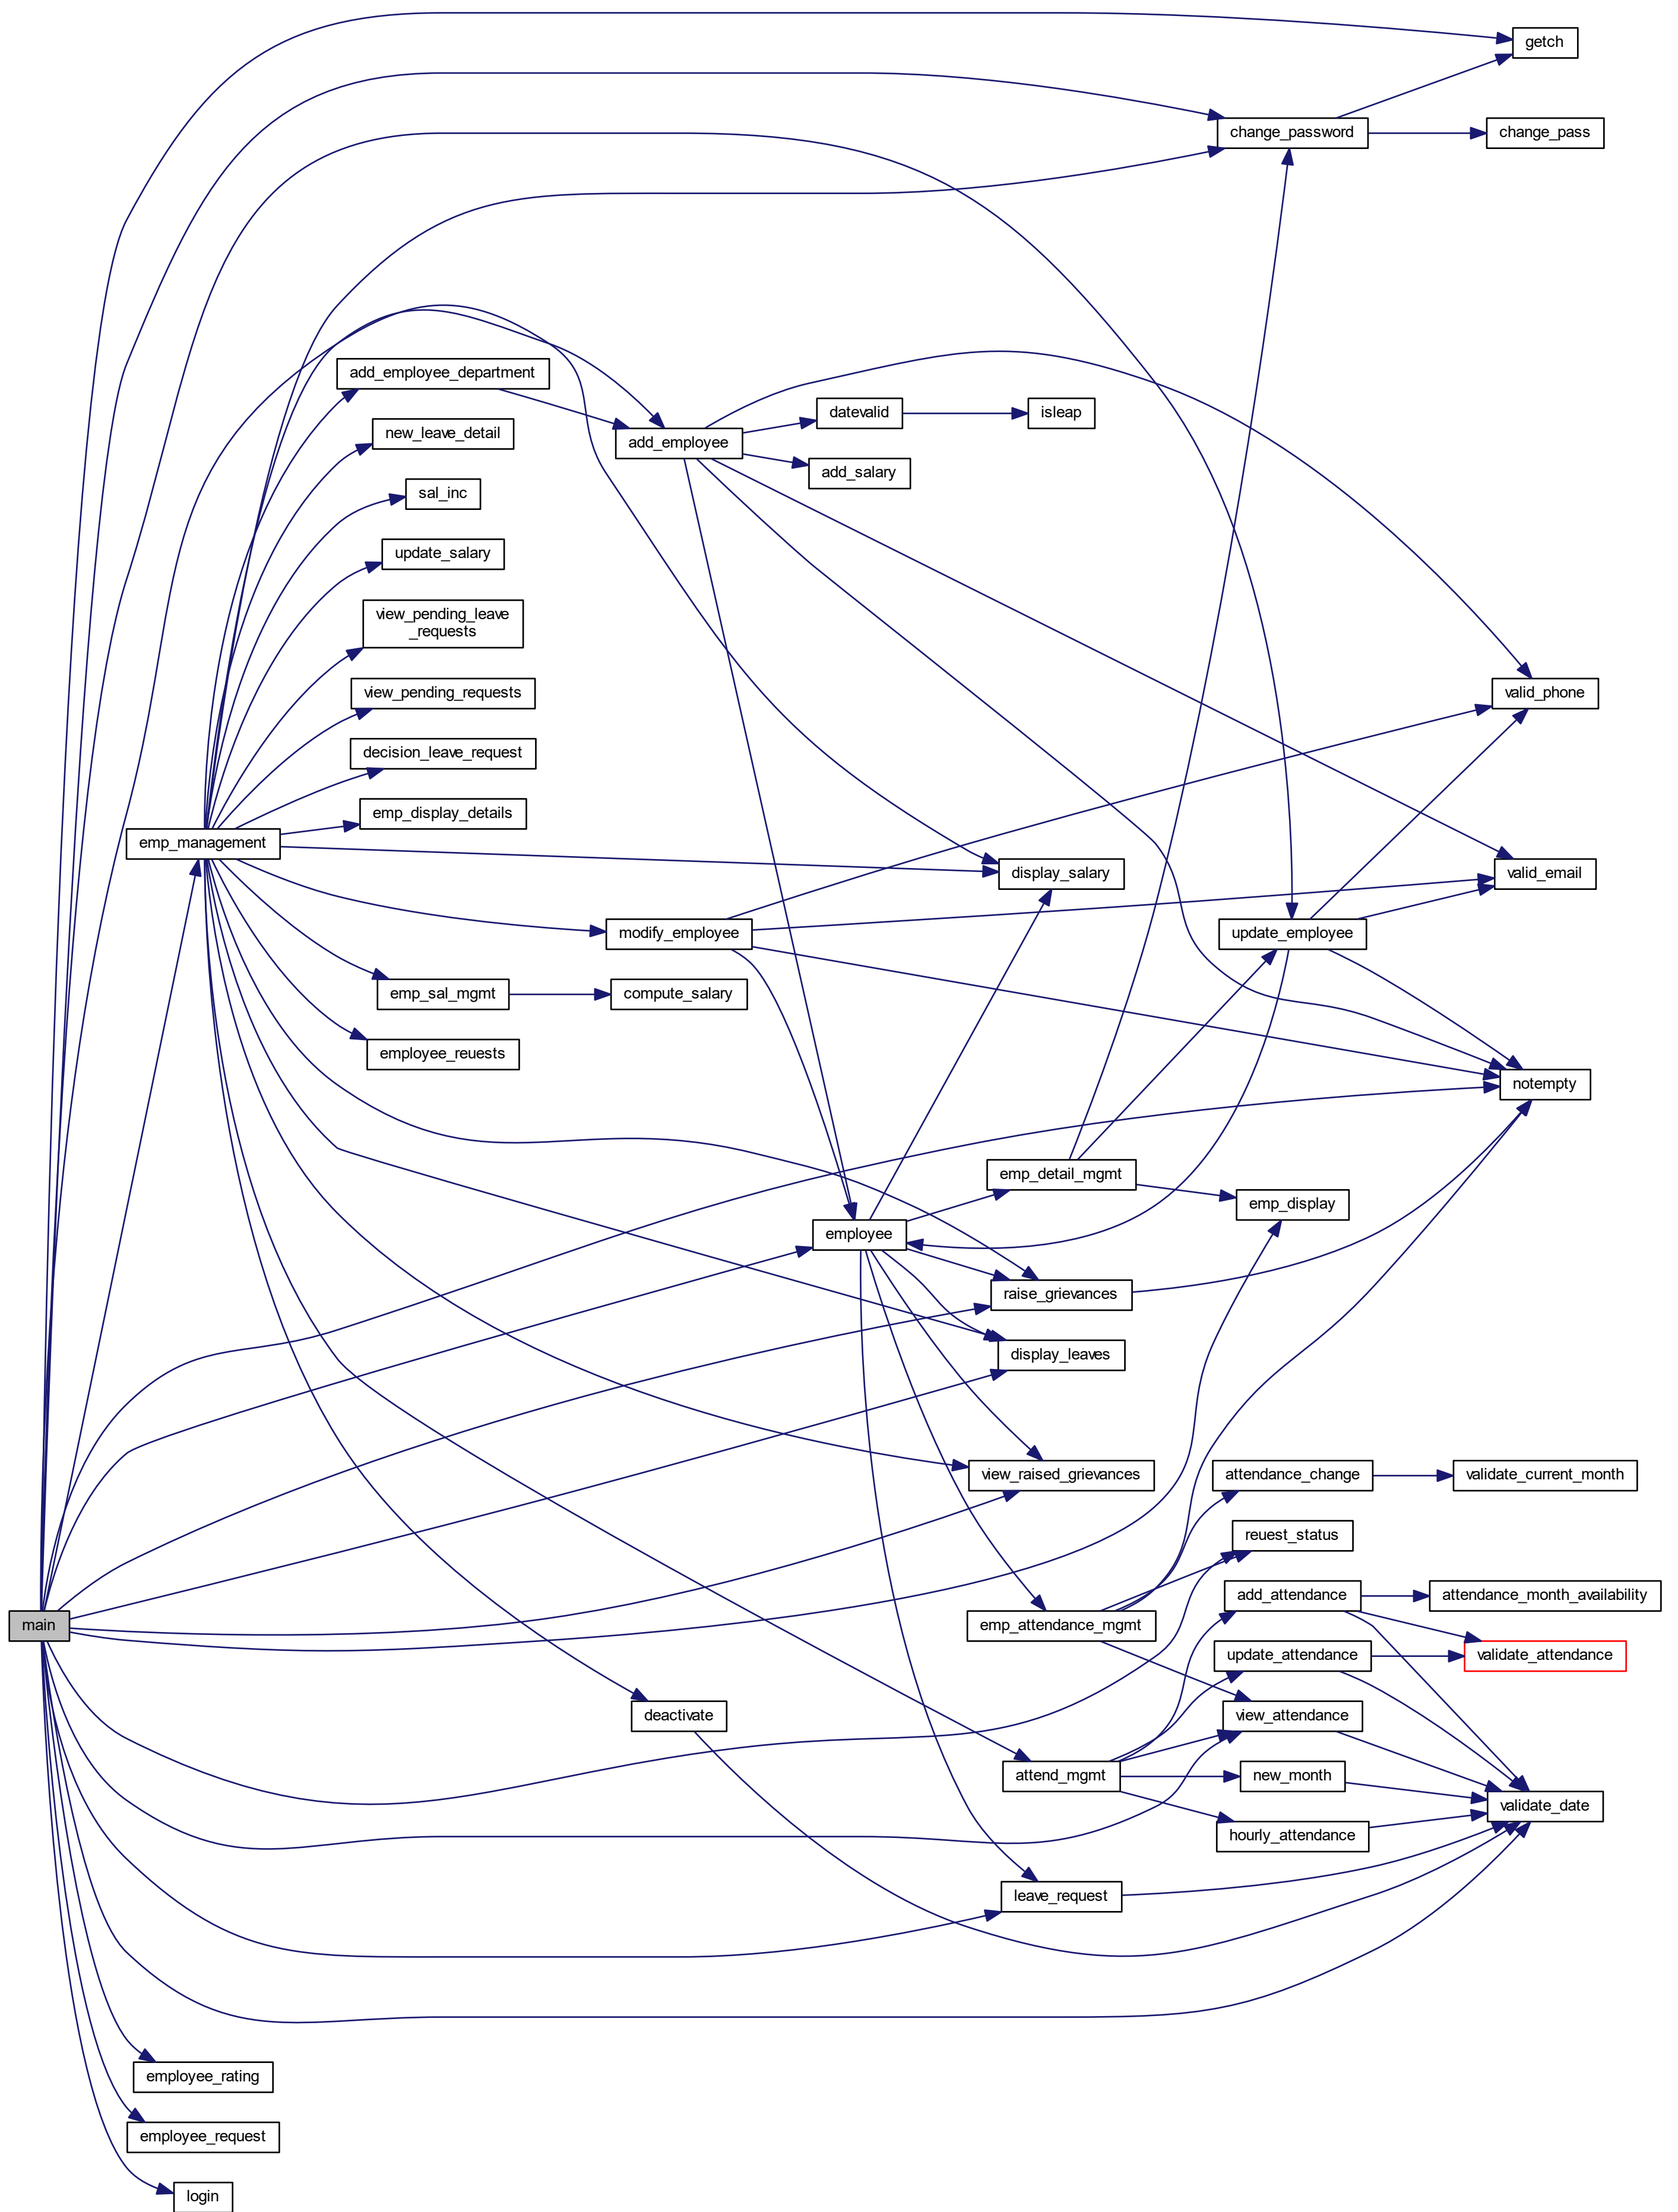 getch
change_password
change_pass
add_employee_department
datevalid
isleap
new_leave_detail
add_employee
add_salary
sal_inc
update_salary
view_pending_leave
_requests
view_pending_requests
valid_phone
decision_leave_request
emp_display_details
emp_management
display_salary
valid_email
modify_employee
update_employee
emp_sal_mgmt
compute_salary
employee_reuests
notempty
emp_detail_mgmt
emp_display
employee
raise_grievances
display_leaves
view_raised_grievances
attendance_change
validate_current_month
reuest_status
add_attendance
attendance_month_availability
main
emp_attendance_mgmt
update_attendance
validate_attendance
deactivate
view_attendance
attend_mgmt
new_month
validate_date
hourly_attendance
leave_request
employee_rating
employee_request
login